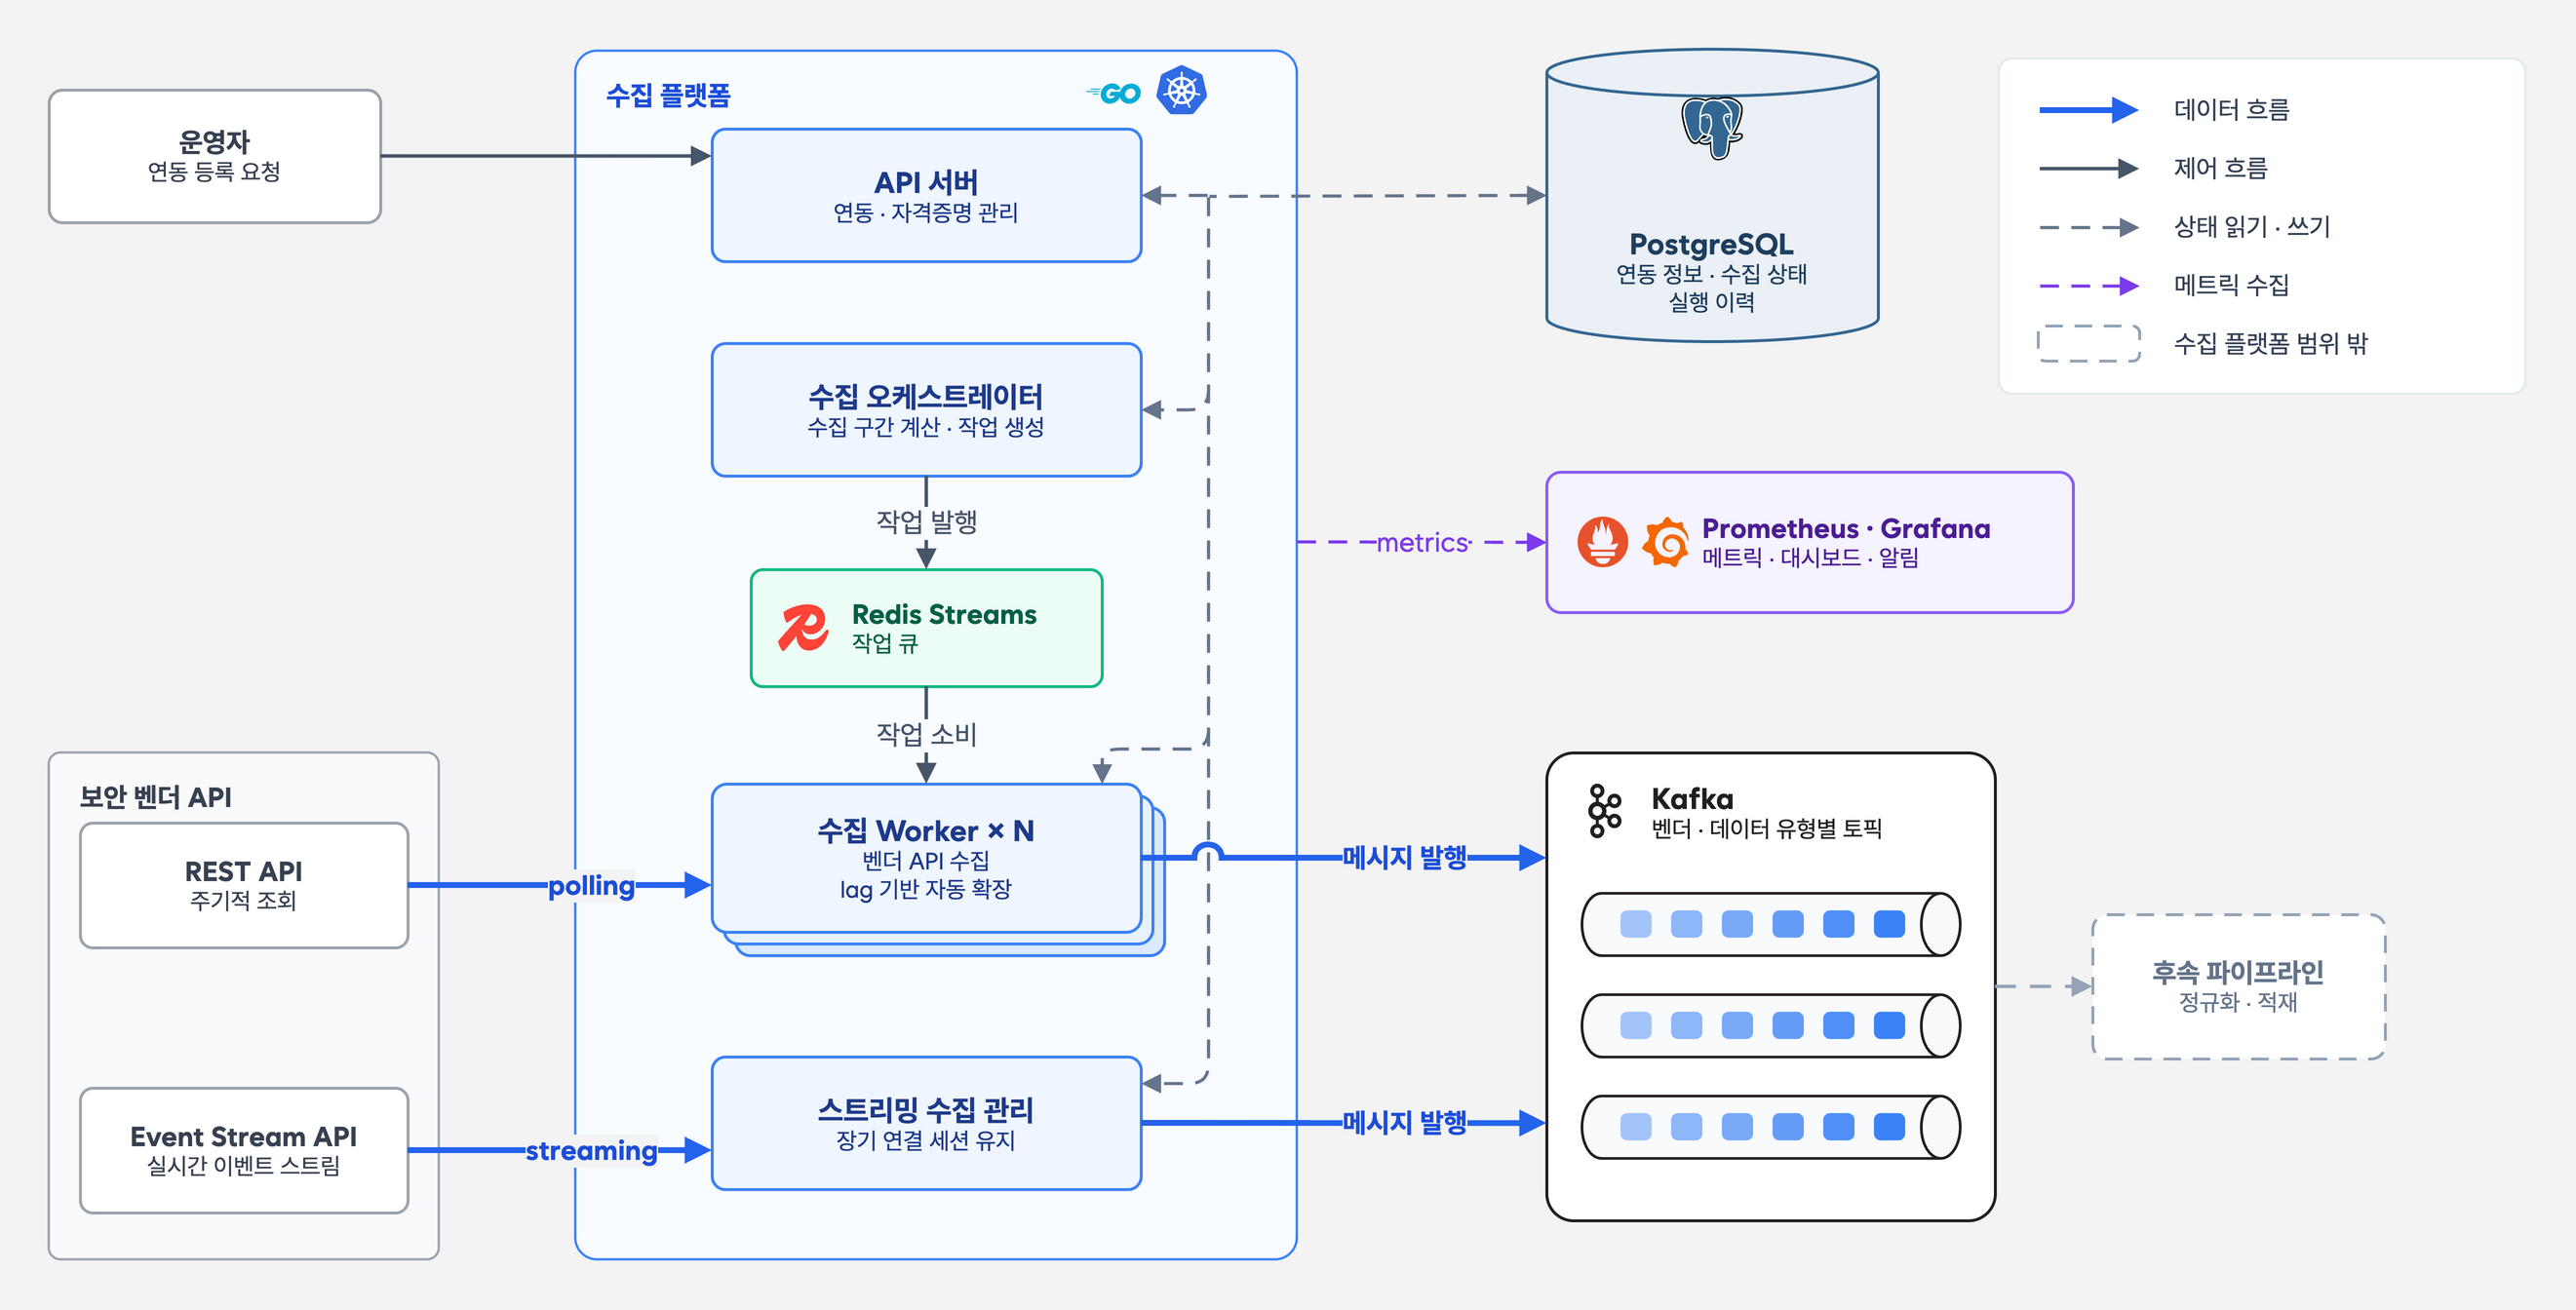 운영자
연동 등록 요청
수집 플랫폼
GO
API 서버
연동 · 자격증명 관리
수집 오케스트레이터
수집 구간 계산 · 작업 생성
작업 발행
Redis Streams
작업 큐
작업 소비
수집 Worker × N
벤더 API 수집
lag 기반 자동 확장
스트리밍 수집 관리
장기 연결 세션 유지
보안 벤더 API
REST API
주기적 조회
polling
Event Stream API
실시간 이벤트 스트림
streaming
PostgreSQL
연동 정보 · 수집 상태
실행 이력
metrics
Prometheus · Grafana
메트릭 · 대시보드 · 알림
메시지 발행
메시지 발행
Kafka
벤더 · 데이터 유형별 토픽
후속 파이프라인
정규화 · 적재
데이터 흐름
제어 흐름
상태 읽기 · 쓰기
메트릭 수집
수집 플랫폼 범위 밖